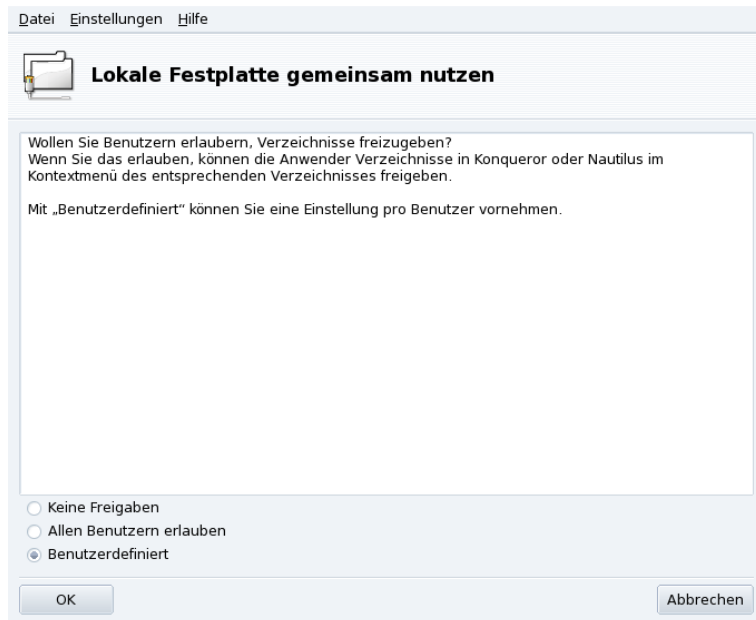 Datei Einstellungen Hilfe
Lokale Festplatte gemeinsam nutzen
Wollen Sie Benutzern erlaubern, Verzeichnisse freizugeben?
Wenn Sie das erlauben, können die Anwender Verzeichnisse in Konqueror oder Nautilus im
Kontextmenü des entsprechenden Verzeichnisses freigeben.
Mit „Benutzerdefiniert“ können Sie eine Einstellung pro Benutzer vornehmen.
Keine Freigaben
Allen Benutzern erlauben
Benutzerdefiniert
OK Abbrechen